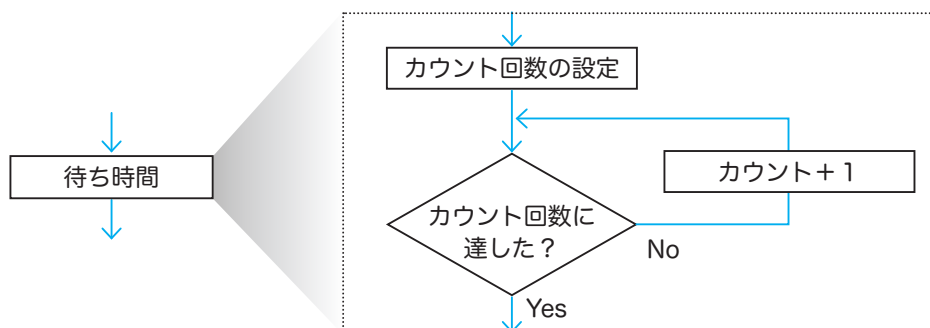 カウント回数の設定
待ち時間
カウント＋1
カウント回数に
達した？
No
Yes